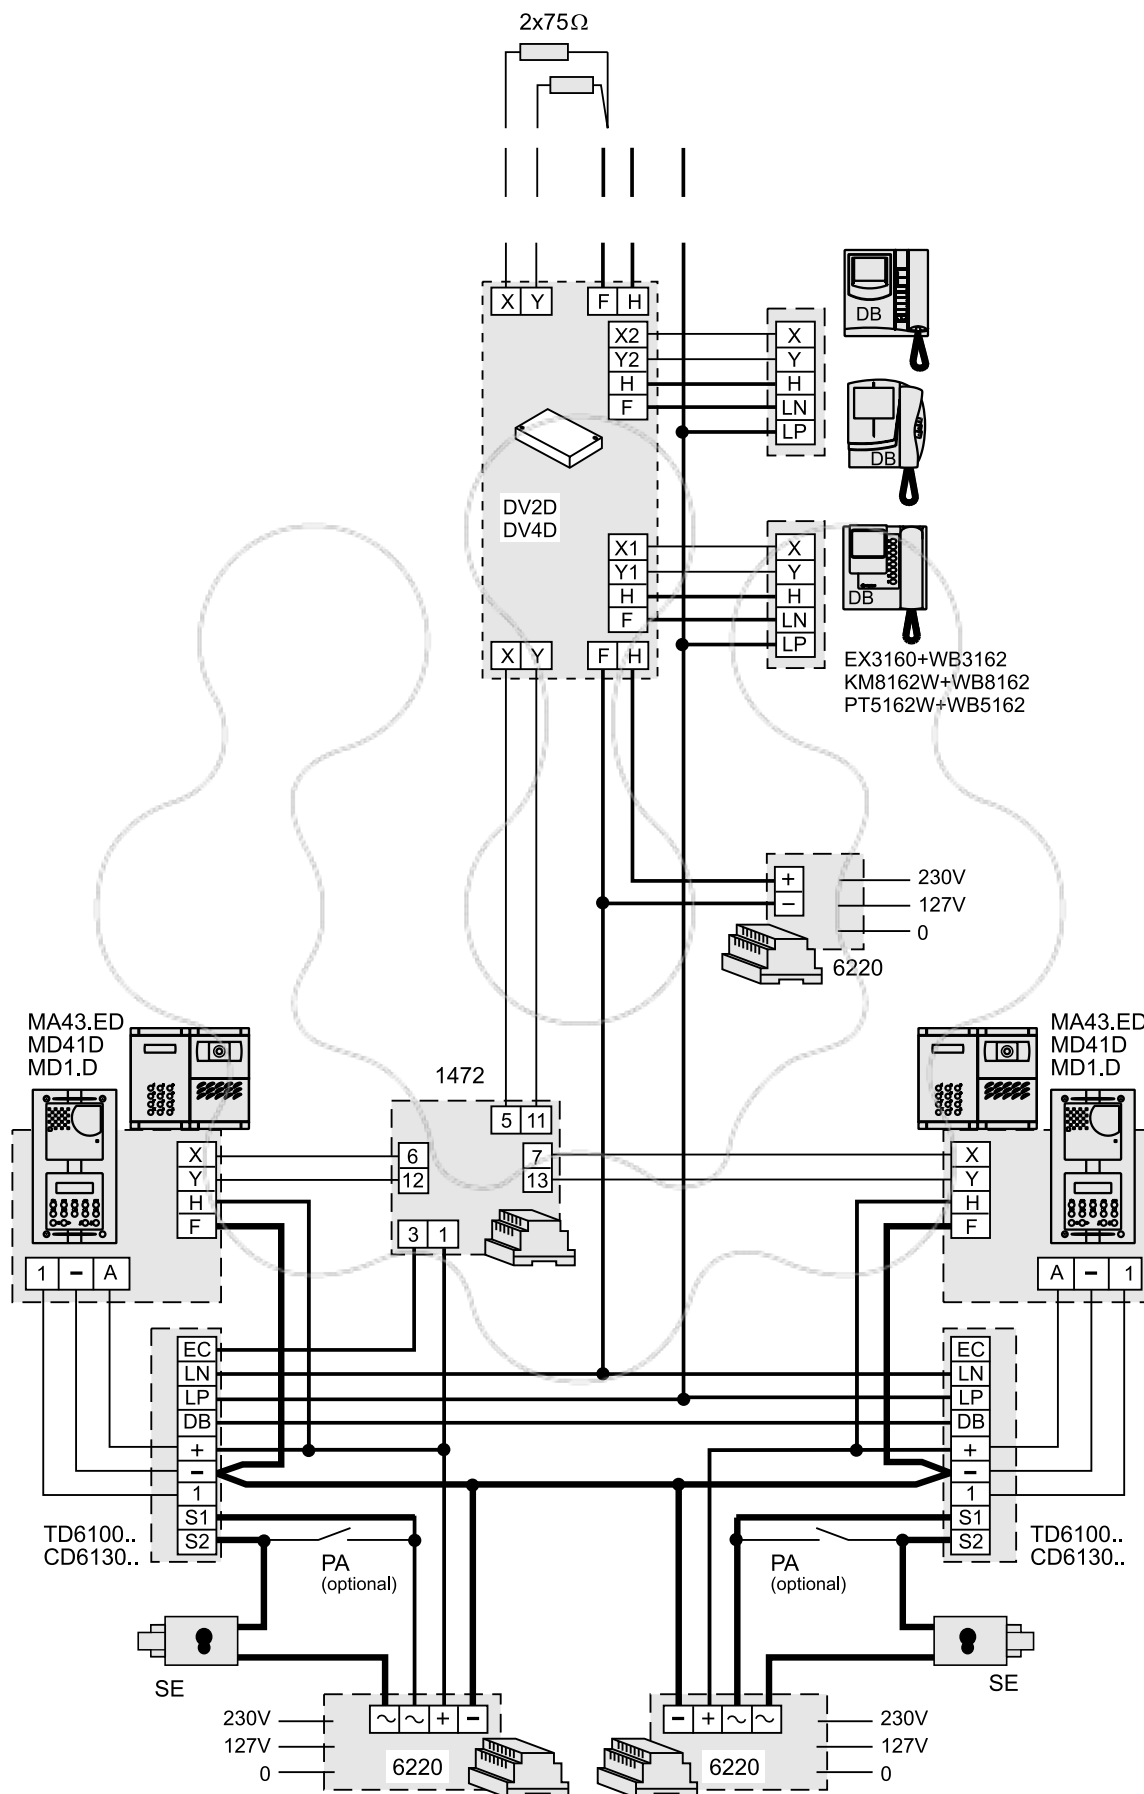 2x75Ω
X Y F H
X2
Y2
H
F
X
Y
H
LN
LP
DB
DB
DV2D
DV4D
X1
Y1
H
F
X
Y
H
LN
LP
DB
X Y F H
EX3160+WB3162
KM8162W+WB8162
PT5162W+WB5162
+
−
230V
127V
0
6220
MA43.ED
MD41D
MD1.D
MA43.ED
MD41D
MD1.D
1472
5 11
6
12
7
13
3 1
X
Y
H
F
X
Y
H
F
1 − A
A − 1
EC
LN
LP
DB
+
−
1
S1
S2
EC
LN
LP
DB
+
−
1
S1
S2
TD6100..
CD6130..
PA
(optional)
PA
(optional)
TD6100..
CD6130..
SE
SE
230V
127V
0
~ ~ + −
6220
− + ~ ~
6220
230V
127V
0